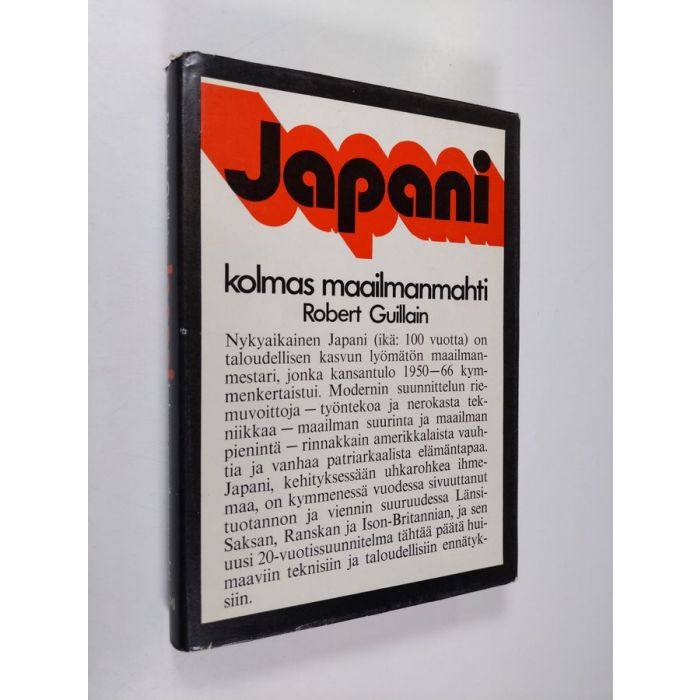 Japani
kolmas maailmanmahti
Robert Guillain
Nykyaikainen Japani (ikä: 100 vuotta) on
taloudellisen kasvun lyömätön maailman-
mestari, jonka kansantulo 1950—66 kym-
menkertaistui. Modernin suunnittelun rie-
muvoittoja — työntekoa ja nerokasta tek-
niikkaa — maailman suurinta ja maailman
pienintä — rinnakkain amerikkalaista vauh-
tia ja vanhaa patriarkaalista elämäntapaa.
Japani, kehityksessään uhkarohkea ihme-
maa, on kymmenessä vuodessa sivuuttanut
tuotannon ja viennin suuruudessa Länsi-
Saksan, Ranskan ja Ison-Britannian, ja sen
uusi 20-vuotissuunnitelma tähtää päätä hui-
maaviin teknisiin ja taloudellisiin ennätyk-
siin.